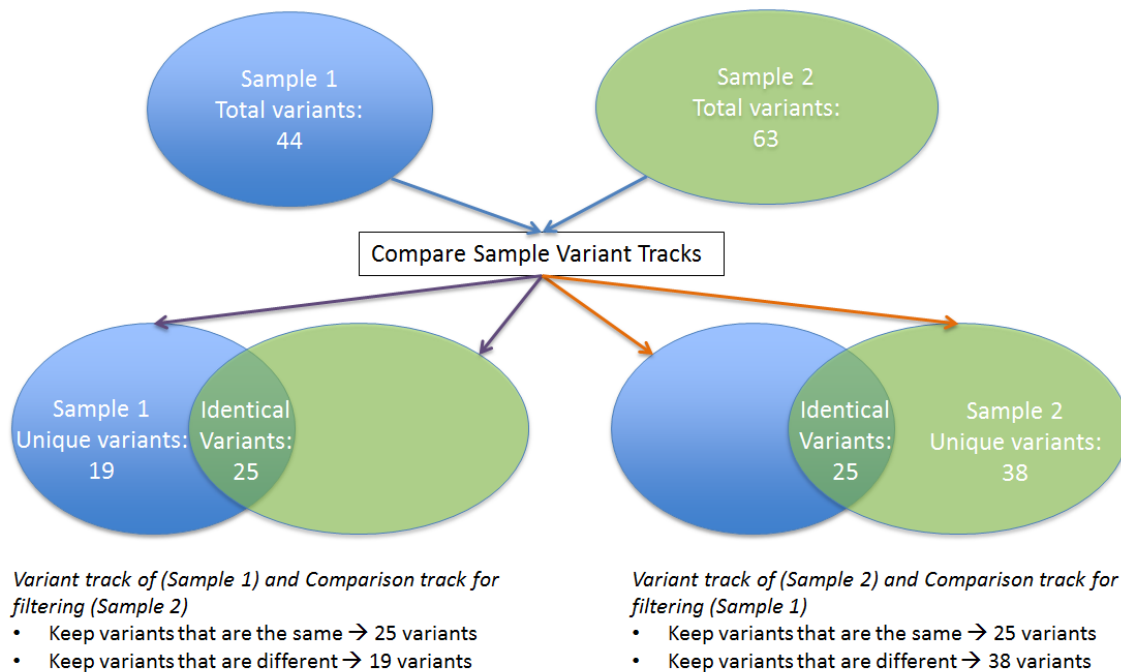 Sample 1
Total variants:
44
Sample 2
Total variants:
63
Compare Sample Variant Tracks
Sample 1
Unique variants:
19
Identical
Variants:
25
Identical
Variants:
25
Sample 2
Unique variants:
38
Variant track of (Sample 1) and Comparison track for
filtering (Sample 2)
• Keep variants that are the same → 25 variants
• Keep variants that are different → 19 variants
Variant track of (Sample 2) and Comparison track for
filtering (Sample 1)
• Keep variants that are the same → 25 variants
• Keep variants that are different → 38 variants